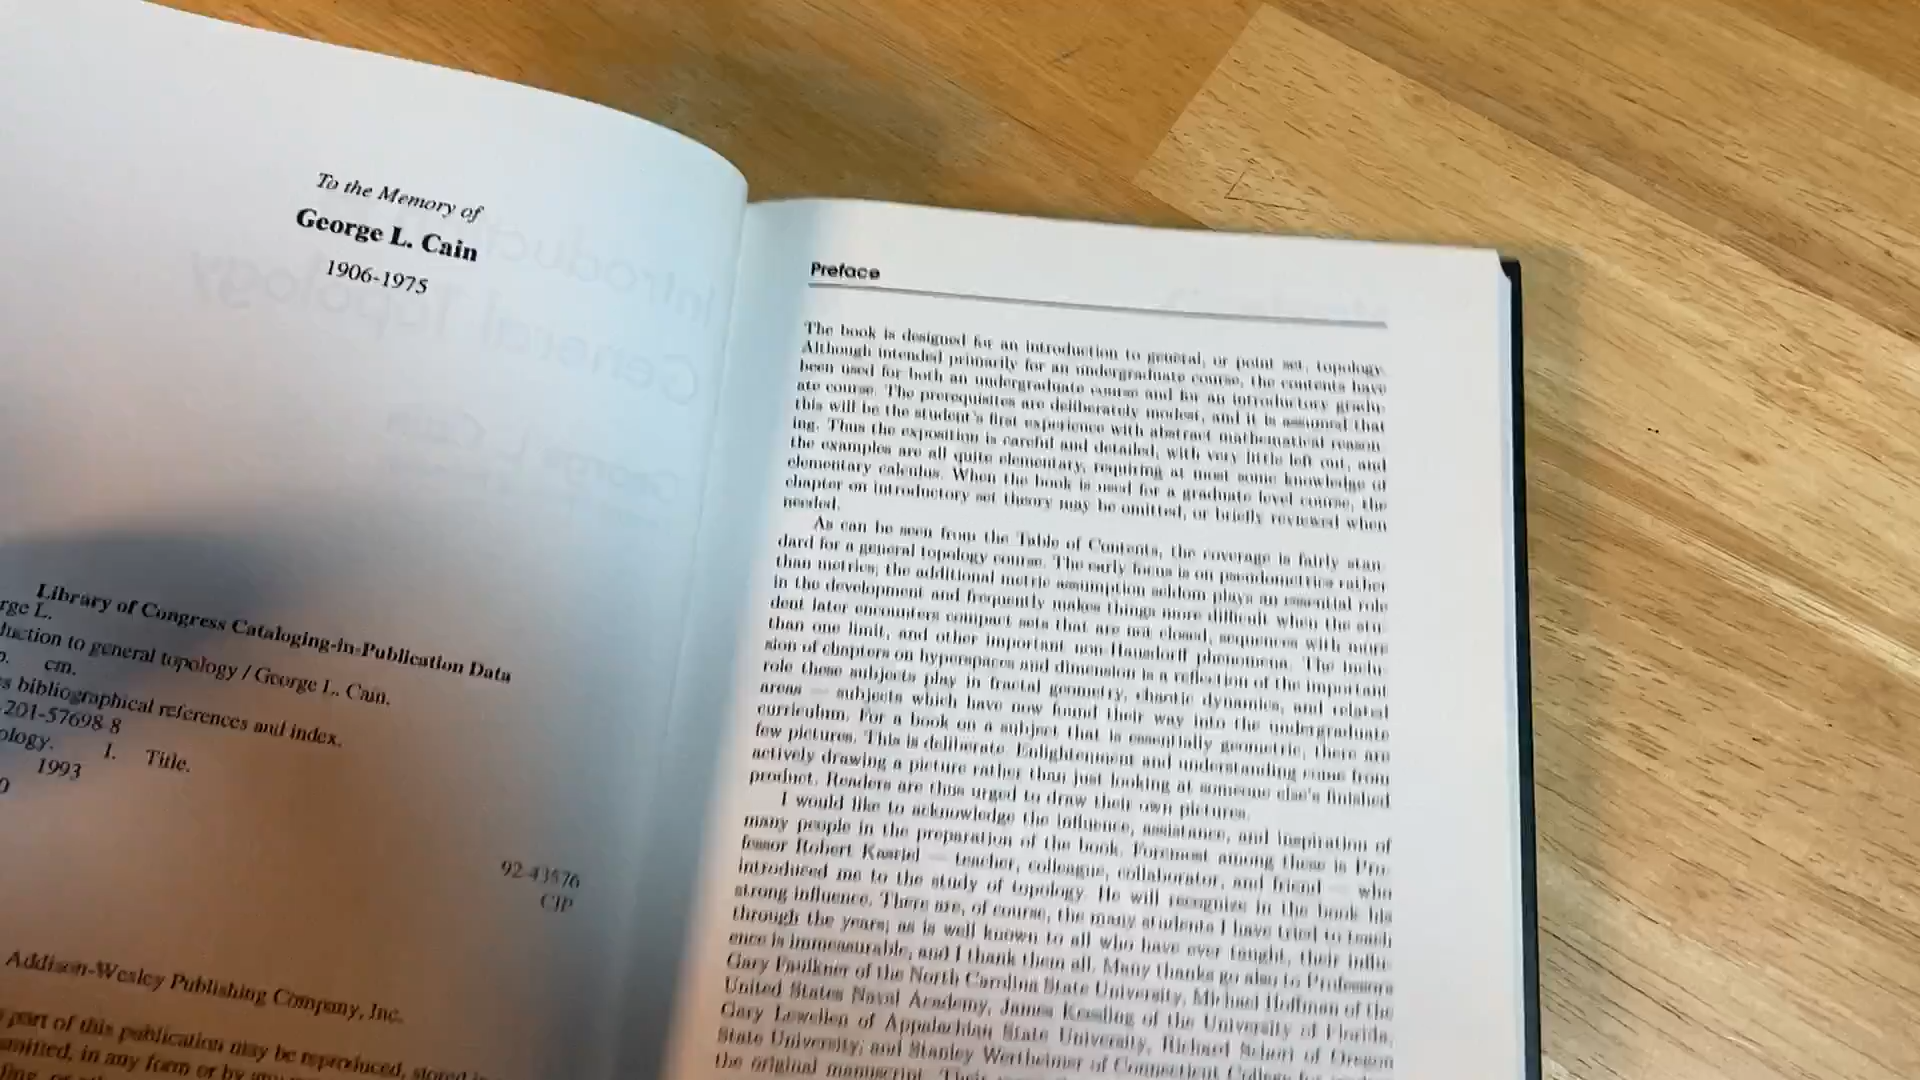 To the Memory of
George L. Cain
1906-1975
Library of Congress Cataloging-in-Publication Data
rge L.
duction to general topology / George L. Cain.
p. cm.
s bibliographical references and index.
-201-57698-8
ology. I. Title.
1993
0
92-43576
CIP
Addison-Wesley Publishing Company, Inc.
part of this publication may be reproduced, stored in
smitted, in any form or by any
Preface
The book is designed for an introduction to general, or point set, topology.
Although intended primarily for an undergraduate course, the contents have
been used for both an undergraduate course and for an introductory gradu-
ate course. The prerequisites are deliberately modest, and it is assumed that
this will be the student's first experience with abstract mathematical reason-
ing. Thus the exposition is careful and detailed, with very little left out, and
the examples are all quite elementary, requiring at most some knowledge of
elementary calculus. When the book is used for a graduate level course, the
chapter on introductory set theory may be omitted, or briefly reviewed when
needed.
As can be seen from the Table of Contents, the coverage is fairly stan-
dard for a general topology course. The early focus is on pseudometrics rather
than metrics; the additional metric assumption seldom plays an essential role
in the development and frequently makes things more difficult when the stu-
dent later encounters compact sets that are not closed, sequences with more
than one limit, and other important non-Hausdorff phenomena. The inclu-
sion of chapters on hyperspaces and dimension is a reflection of the important
role these subjects play in fractal geometry, chaotic dynamics, and related
areas — subjects which have now found their way into the undergraduate
curriculum. For a book on a subject that is essentially geometric, there are
few pictures. This is deliberate. Enlightenment and understanding come from
actively drawing a picture rather than just looking at someone else's finished
product. Readers are thus urged to draw their own pictures.
I would like to acknowledge the influence, assistance, and inspiration of
many people in the preparation of the book. Foremost among these is Pro-
fessor Robert Kasriel — teacher, colleague, collaborator, and friend — who
introduced me to the study of topology. He will recognize in the book his
strong influence. There are, of course, the many students I have tried to teach
through the years; as is well known to all who have ever taught, their influ-
ence is immeasurable, and I thank them all. Many thanks go also to Professors
Gary Faulkner of the North Carolina State University, Michael Hoffman of the
United States Naval Academy, James Keesling of the University of Florida,
Gary Lewellen of Appalachian State University, Richard Schori of Oregon
State University; and Stanley Wertheimer of Connecticut College for
the original manuscript. Their